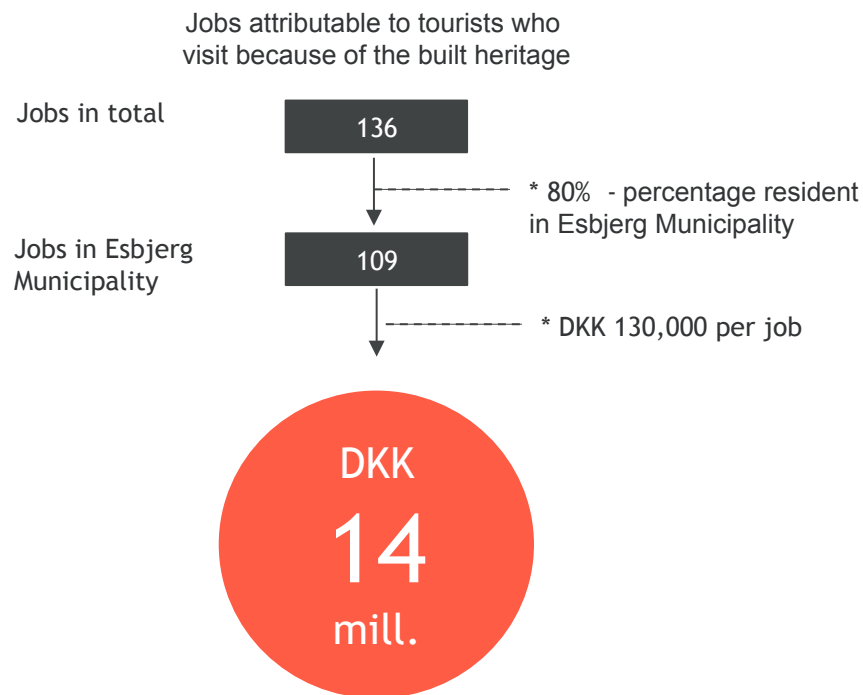 Jobs attributable to tourists who
visit because of the built heritage
Jobs in total
136
* 80%  - percentage resident
in Esbjerg Municipality
Jobs in Esbjerg
Municipality
109
* DKK 130,000 per job
DKK
14
mill.